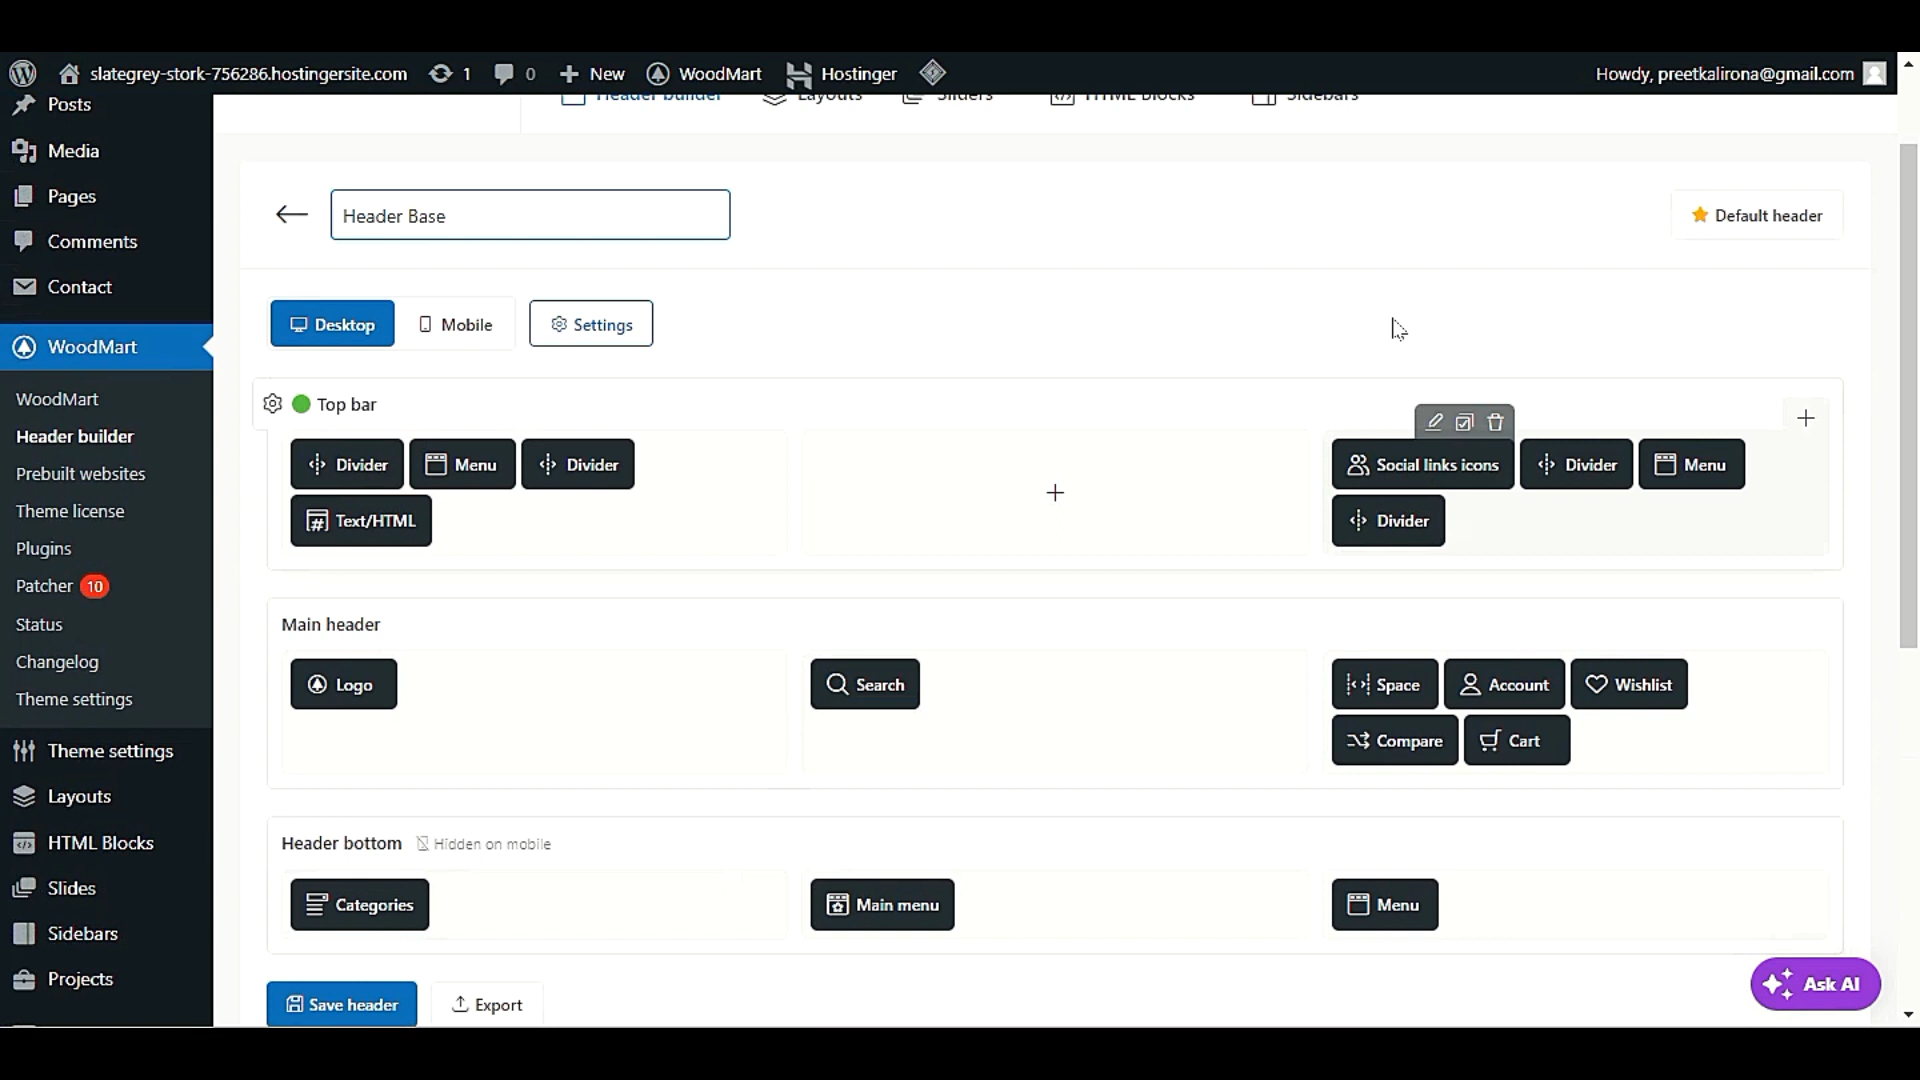 slategrey-stork-756286.hostingersite.com 1 0 New WoodMart Hostinger Howdy, preetkalirona@gmail.com
Header builder Layouts Sliders HTML Blocks Sidebars
Posts
Media
Pages
Comments
Contact
WoodMart
WoodMart
Header builder
Prebuilt websites
Theme license
Plugins
Patcher 10
Status
Changelog
Theme settings
Theme settings
Layouts
HTML Blocks
Slides
Sidebars
Projects
Header Base
Default header
Desktop Mobile Settings
Top bar
Divider Menu Divider
Text/HTML
Social links icons Divider Menu
Divider
Main header
Logo
Search
Space Account Wishlist
Compare Cart
Header bottom Hidden on mobile
Categories
Main menu
Menu
Save header Export
Ask AI